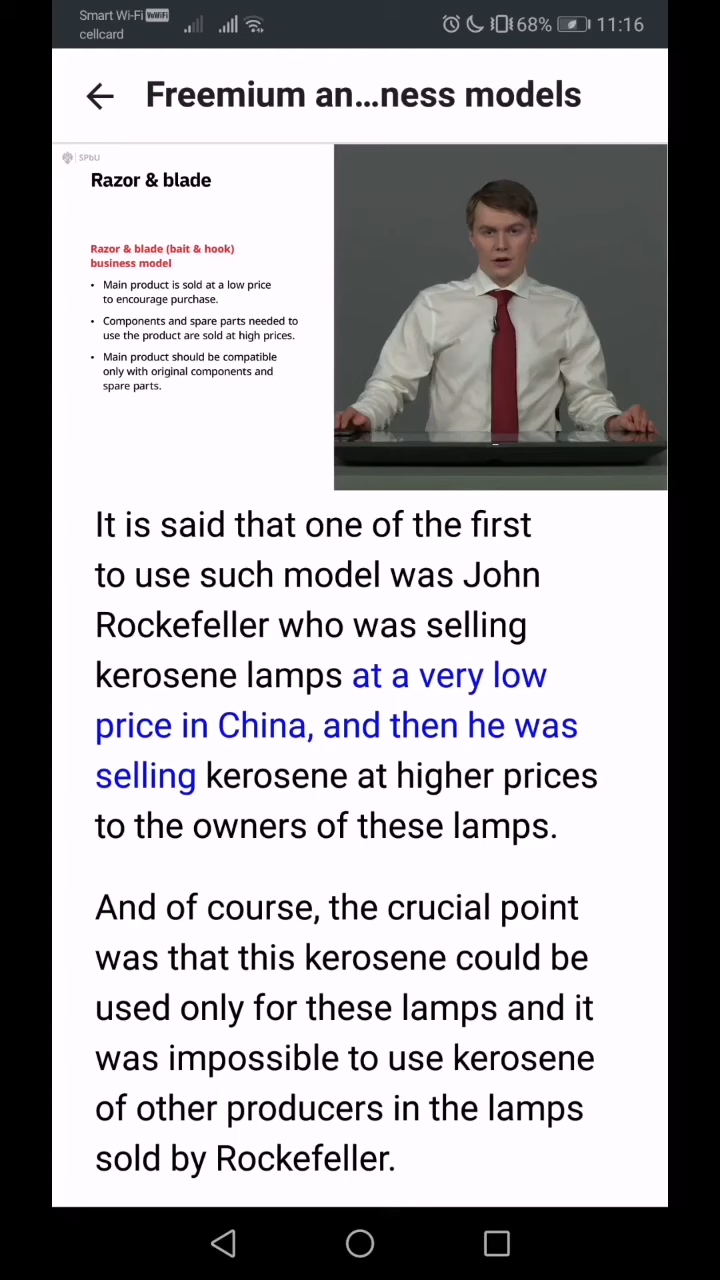 Smart Wi-Fi VoWiFi
cellcard
68% 11:16
Freemium an...ness models
SPbU
Razor & blade
Razor & blade (bait & hook)
business model
• Main product is sold at a low price
to encourage purchase.
• Components and spare parts needed to
use the product are sold at high prices.
• Main product should be compatible
only with original components and
spare parts.
It is said that one of the first
to use such model was John
Rockefeller who was selling
kerosene lamps at a very low
price in China, and then he was
selling kerosene at higher prices
to the owners of these lamps.
And of course, the crucial point
was that this kerosene could be
used only for these lamps and it
was impossible to use kerosene
of other producers in the lamps
sold by Rockefeller.